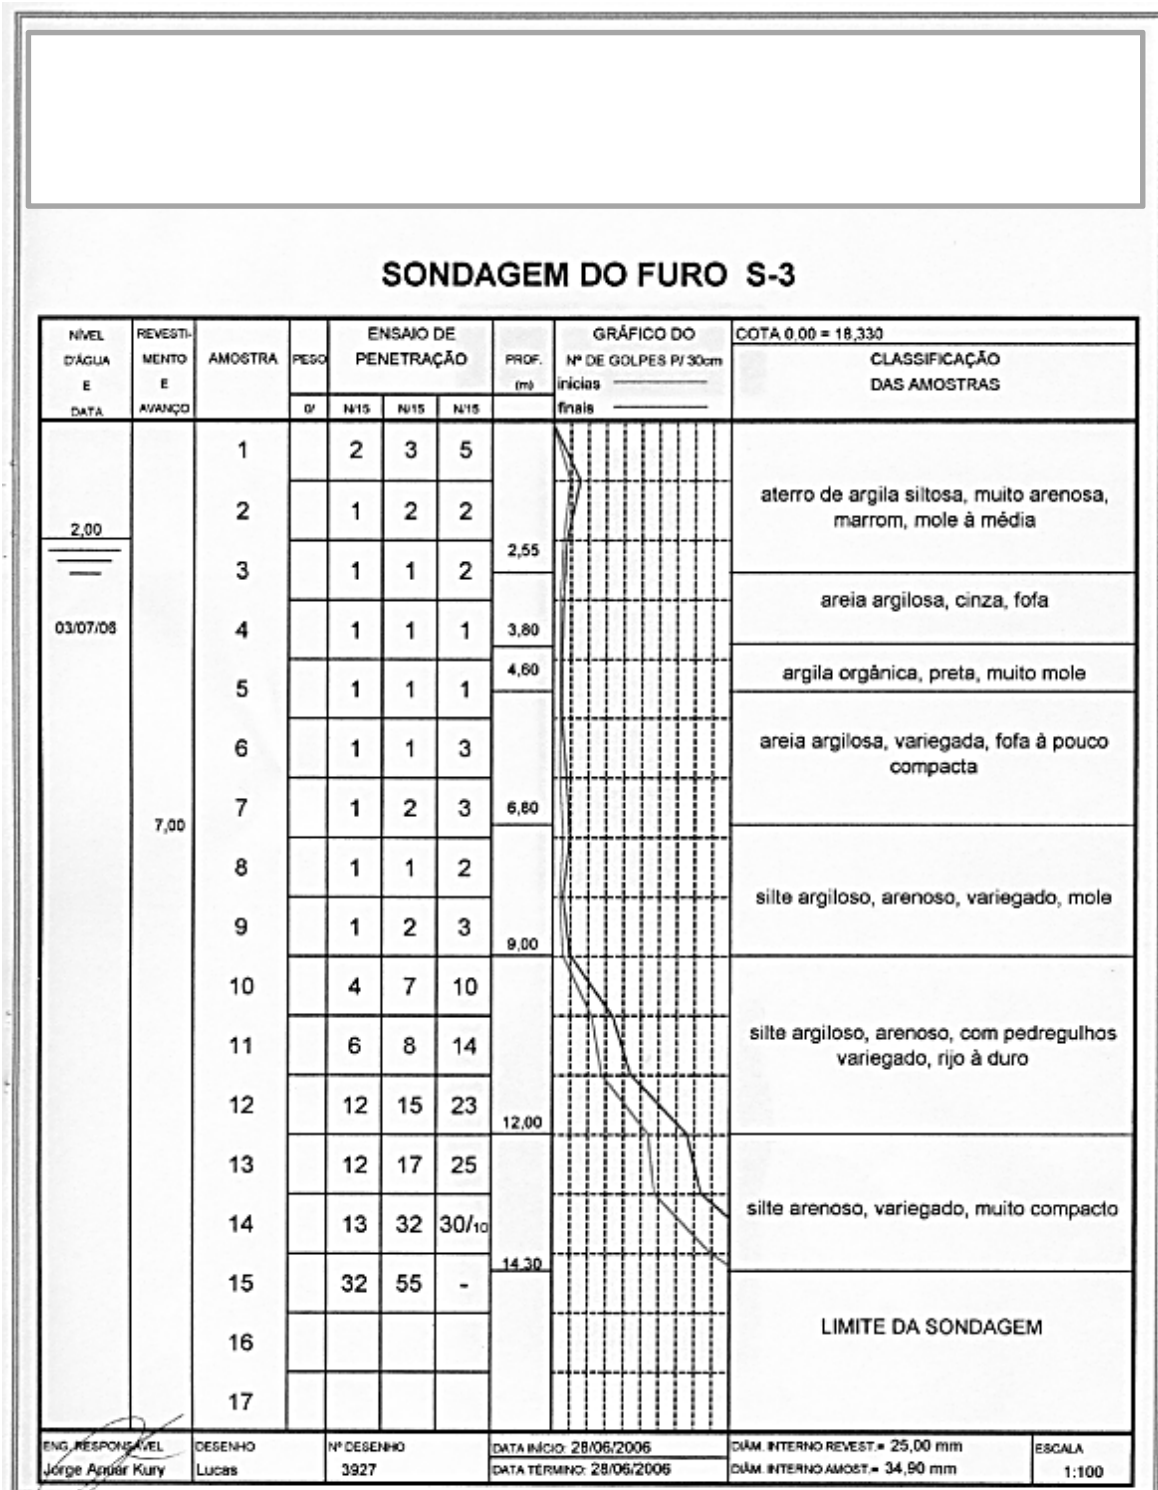 SONDAGEM DO FURO S-3
NÍVEL D'ÁGUA E DATA
REVESTI-MENTO E AVANÇO
AMOSTRA
PESO
0/
ENSAIO DE PENETRAÇÃO
N/15 N/15 N/15
PROF. (m)
GRÁFICO DO
Nº DE GOLPES P/ 30cm
inicias
finais
COTA 0,00 = 18,330
CLASSIFICAÇÃO
DAS AMOSTRAS
1 2 3 5
aterro de argila siltosa, muito arenosa,
marrom, mole à média
2 1 2 2
2,00
2,55
3 1 1 2
areia argilosa, cinza, fofa
03/07/06
4 1 1 1
3,80
4,60
argila orgânica, preta, muito mole
5 1 1 1
6 1 1 3
areia argilosa, variegada, fofa à pouco
compacta
7 1 2 3
6,80
7,00
8 1 1 2
silte argiloso, arenoso, variegado, mole
9 1 2 3
9,00
10 4 7 10
silte argiloso, arenoso, com pedregulhos
variegado, rijo à duro
11 6 8 14
12 12 15 23
12,00
13 12 17 25
silte arenoso, variegado, muito compacto
14 13 32 30/10
14.30
15 32 55 -
LIMITE DA SONDAGEM
16
17
ENG. RESPONSÁVEL
Jorge Anuar Kury
DESENHO
Lucas
Nº DESENHO
3927
DATA INÍCIO: 28/06/2006
DATA TÉRMINO: 28/06/2006
DIÂM. INTERNO REVEST.= 25,00 mm
DIÂM. INTERNO AMOST.= 34,90 mm
ESCALA
1:100